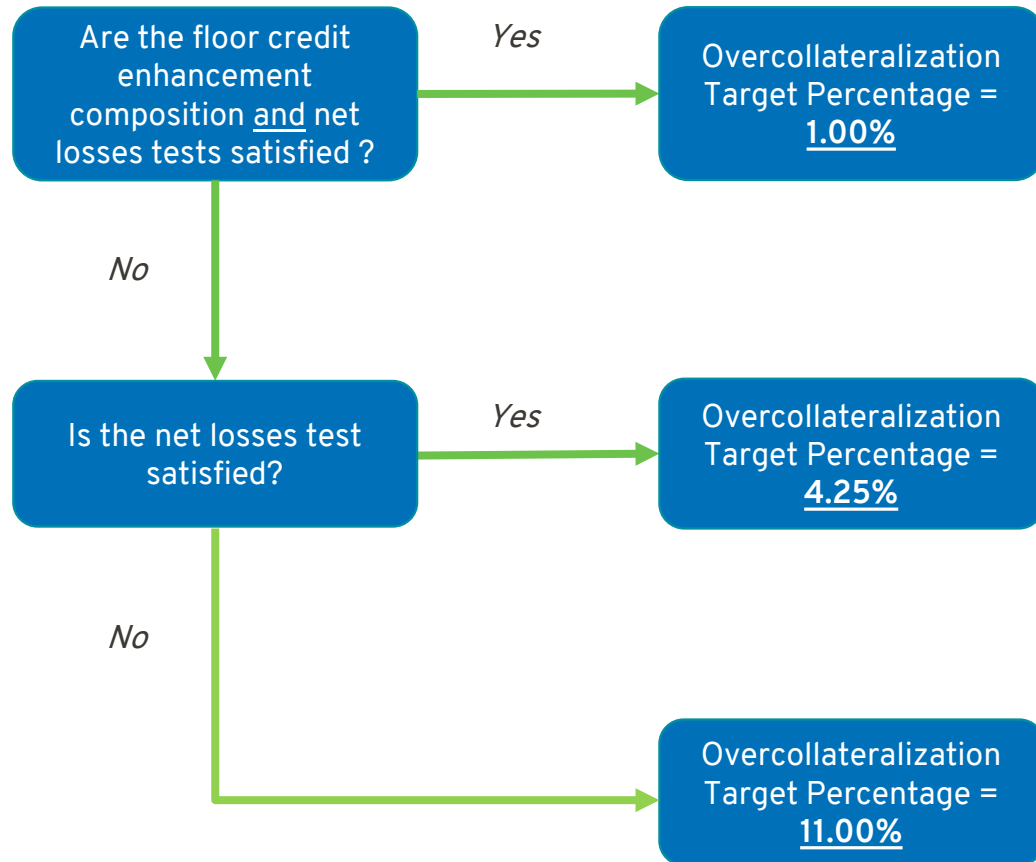 Are the floor credit
enhancement
composition and net
losses tests satisfied ?
Yes
Overcollateralization
Target Percentage =
1.00%
No
Is the net losses test
satisfied?
Yes
Overcollateralization
Target Percentage =
4.25%
No
Overcollateralization
Target Percentage =
11.00%